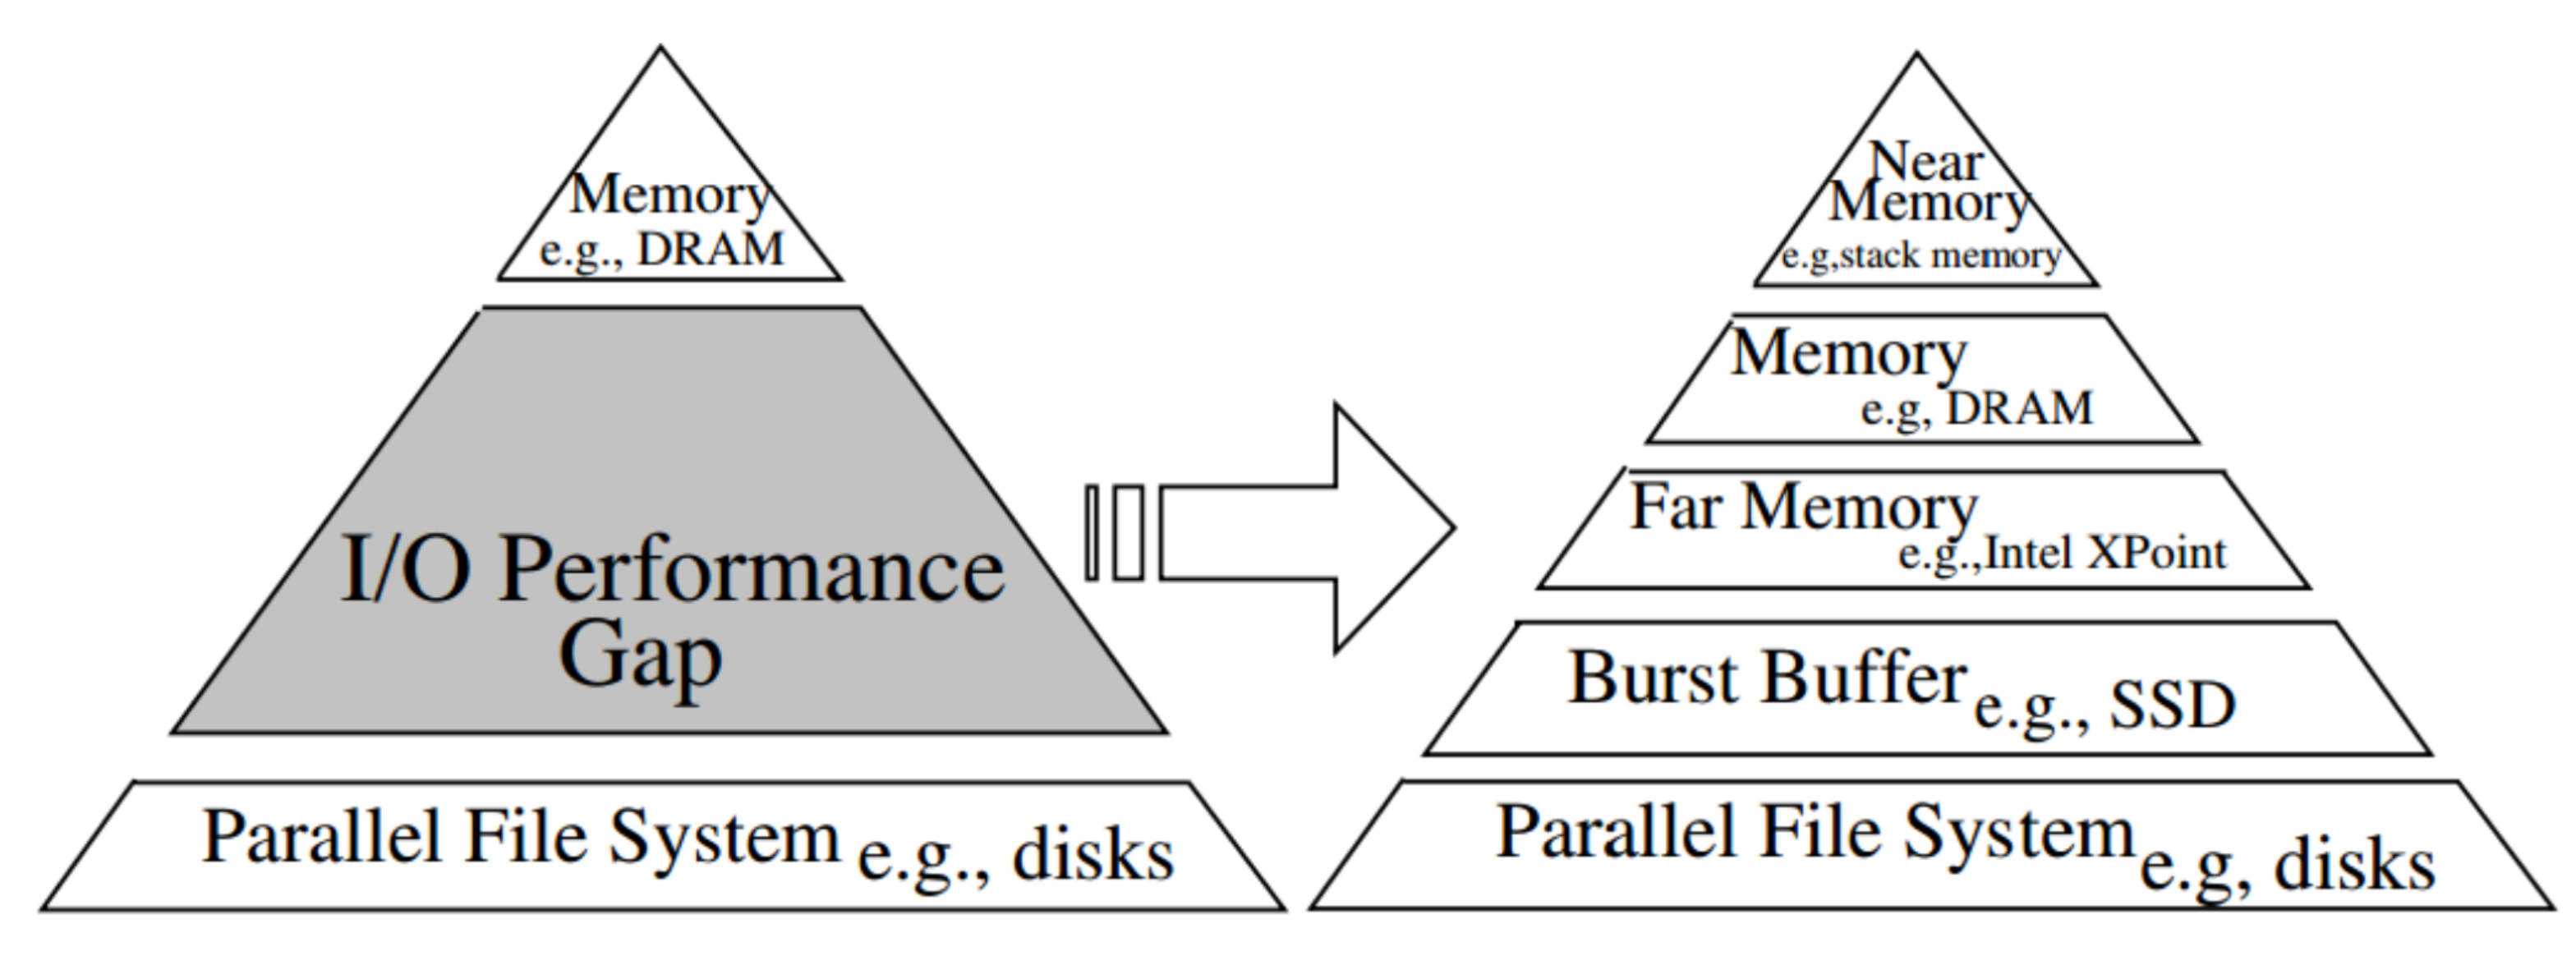 Memory
e.g., DRAM
I/O Performance
Gap
Parallel File System e.g., disks
Near
Memory
e.g,stack memory
Memory
e.g, DRAM
Far Memory
e.g.,Intel XPoint
Burst Buffer e.g., SSD
Parallel File System e.g, disks